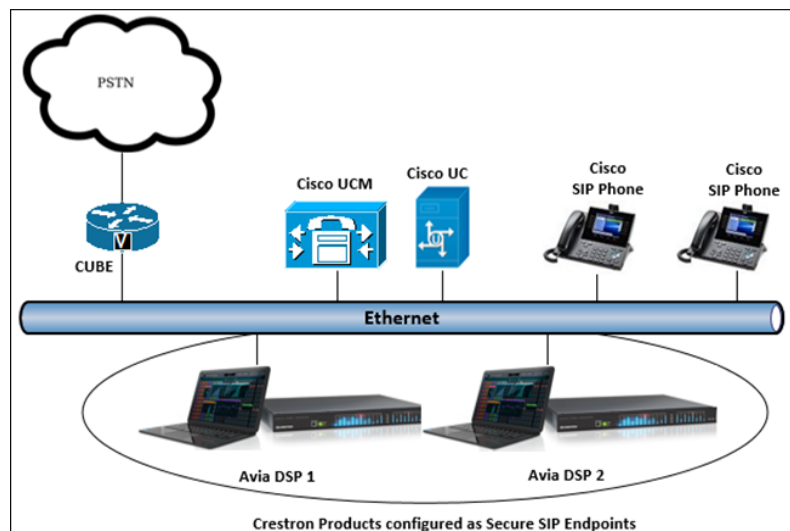 PSTN
Cisco UCM
Cisco UC
Cisco
SIP Phone
Cisco
SIP Phone
V
CUBE
Ethernet
Avia DSP 1
Avia DSP 2
Crestron Products configured as Secure SIP Endpoints